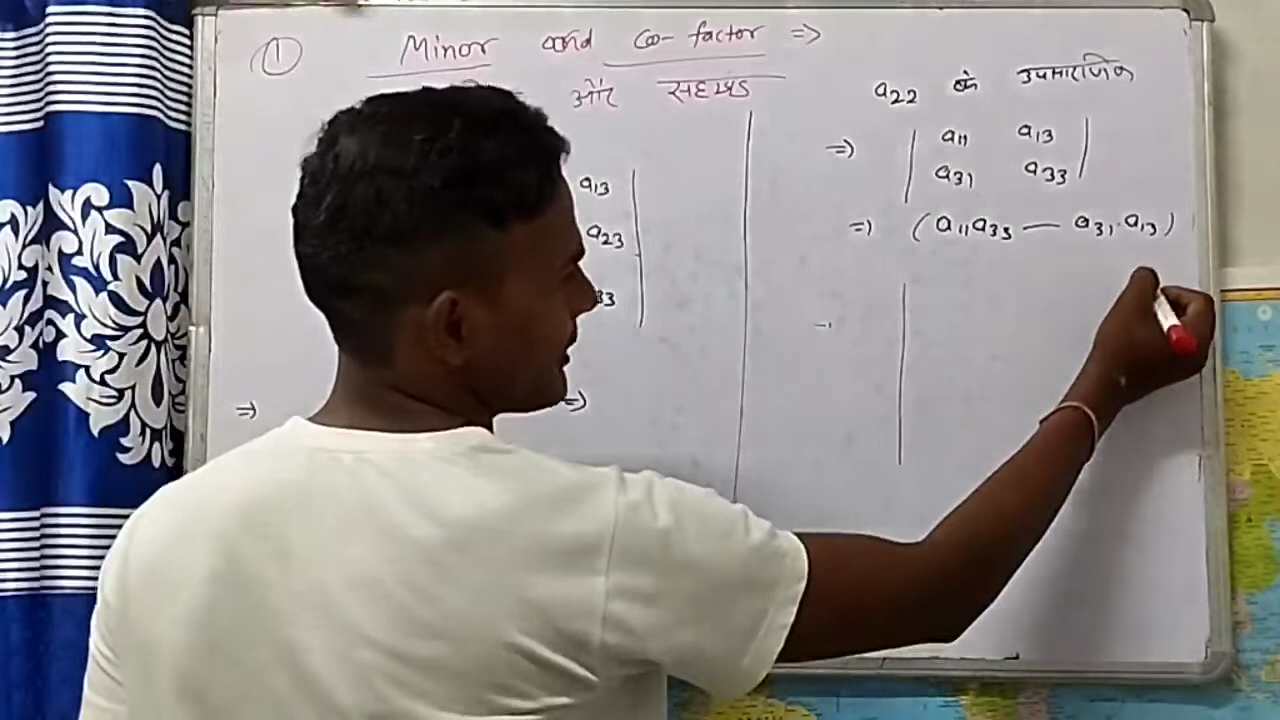 ① Minor and co-factor =>
और सहखंड
a13
a23
33
=> =>
a22 के उपसारणिक
=> | a11 a13 |
| a31 a33 |
=> (a11a33 — a31.a13)